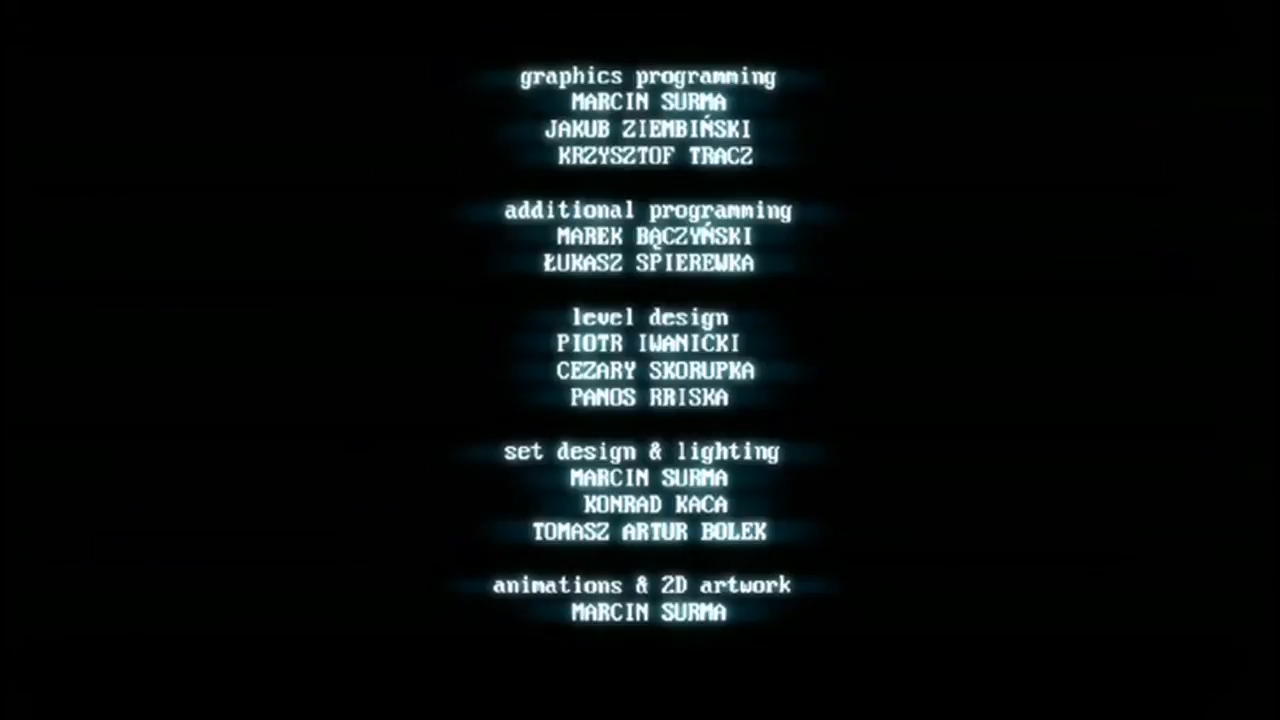 graphics programming
MARCIN SURMA
JAKUB ZIEMBIŃSKI
KRZYSZTOF TRACZ
additional programming
MAREK BĄCZYŃSKI
ŁUKASZ SPIEREWKA
level design
PIOTR IWANICKI
CEZARY SKORUPKA
PANOS RRISKA
set design & lighting
MARCIN SURMA
KONRAD KACA
TOMASZ ARTUR BOLEK
animations & 2D artwork
MARCIN SURMA